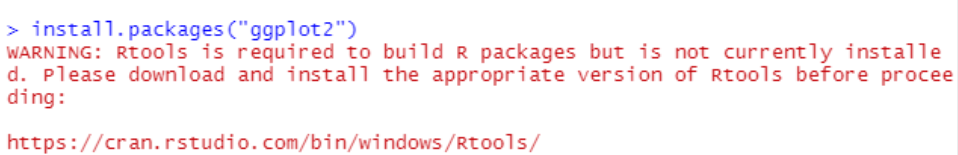 > install.packages("ggplot2")
WARNING: Rtools is required to build R packages but is not currently installe
d. Please download and install the appropriate version of Rtools before procee
ding:
https://cran.rstudio.com/bin/windows/Rtools/